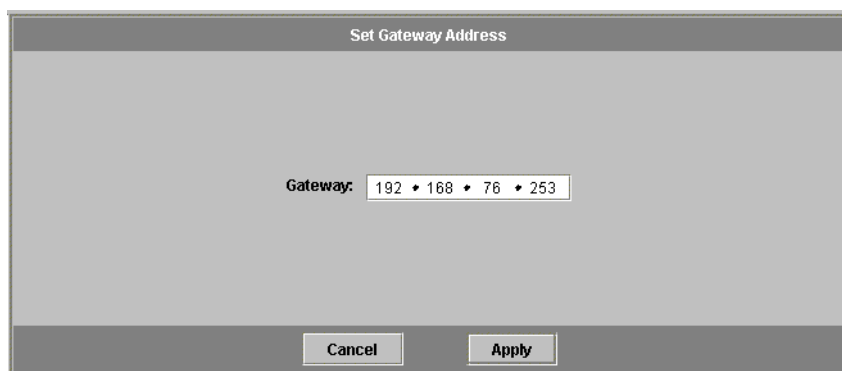 Set Gateway Address
Gateway: 192 • 168 • 76 • 253
Cancel Apply